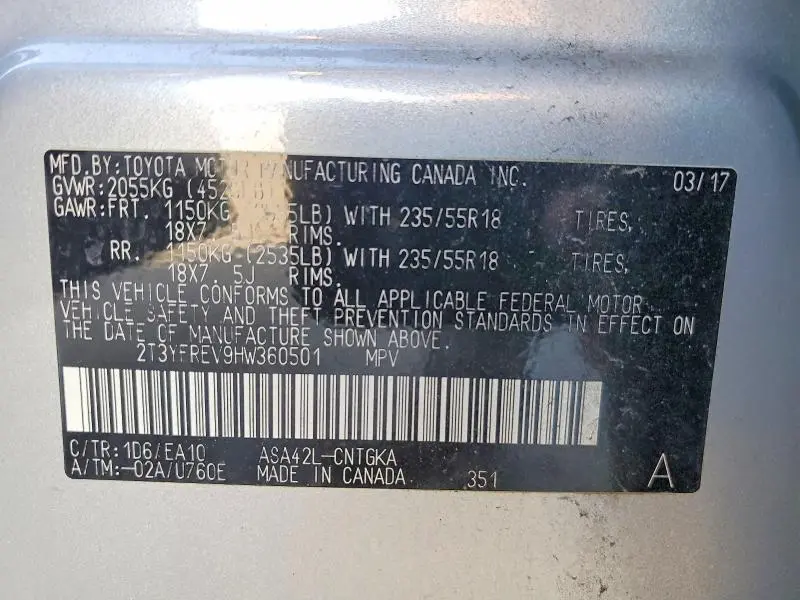 MFD.BY:TOYOTA MOTOR MANUFACTURING CANADA INC. 03/17
GVWR:2055KG
GAWR:FRT. 1150KG WITH 235/55R18 TIRES,
18X7 RIMS.
RR. 1150KG (2535LB) WITH 235/55R18 TIRES,
18X7.5J RIMS.
THIS VEHICLE CONFORMS TO ALL APPLICABLE FEDERAL MOTOR
VEHICLE SAFETY AND THEFT PREVENTION STANDARDS IN EFFECT ON
THE DATE OF MANUFACTURE SHOWN ABOVE.
2T3YFREV9HW360501 MPV
C/TR:1D6/EA10 ASA42L-CNTGKA
A/TM:-02A/U760E MADE IN CANADA 351 A